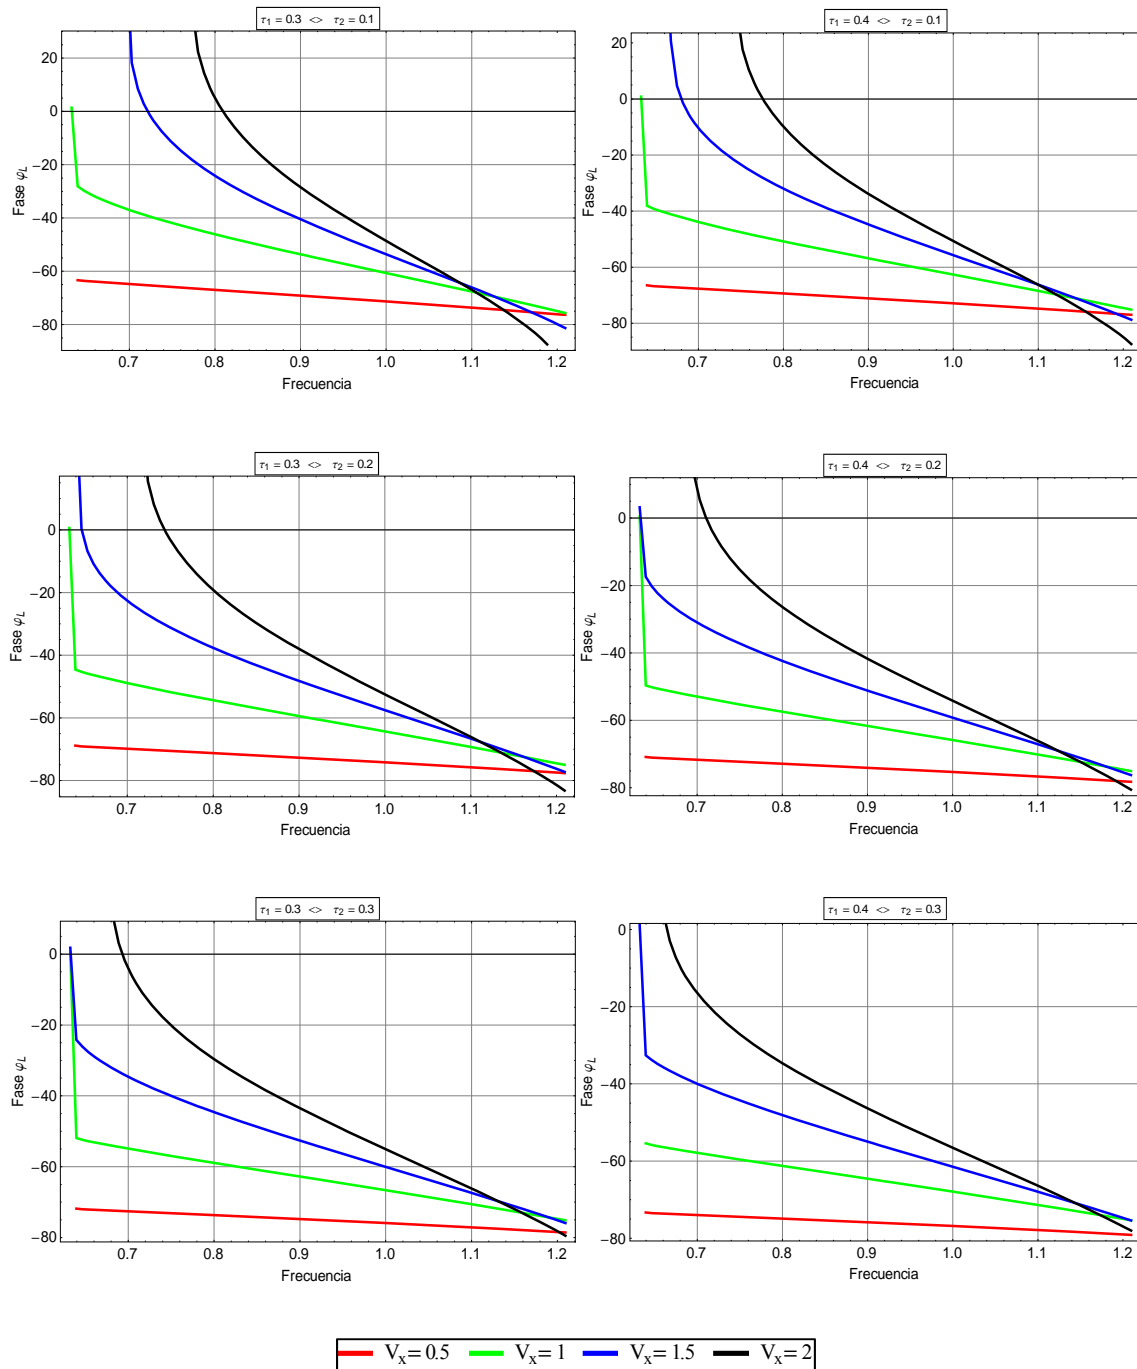 τ1 = 0.3 <> τ2 = 0.1
20
0
−20
−40
−60
−80
Fase φL
0.7 0.8 0.9 1.0 1.1 1.2
Frecuencia
τ1 = 0.4 <> τ2 = 0.1
20
0
−20
−40
−60
−80
Fase φL
0.7 0.8 0.9 1.0 1.1 1.2
Frecuencia
τ1 = 0.3 <> τ2 = 0.2
0
−20
−40
−60
−80
Fase φL
0.7 0.8 0.9 1.0 1.1 1.2
Frecuencia
τ1 = 0.4 <> τ2 = 0.2
0
−20
−40
−60
−80
Fase φL
0.7 0.8 0.9 1.0 1.1 1.2
Frecuencia
τ1 = 0.3 <> τ2 = 0.3
0
−20
−40
−60
−80
Fase φL
0.7 0.8 0.9 1.0 1.1 1.2
Frecuencia
τ1 = 0.4 <> τ2 = 0.3
0
−20
−40
−60
−80
Fase φL
0.7 0.8 0.9 1.0 1.1 1.2
Frecuencia
Vx= 0.5 Vx= 1 Vx= 1.5 Vx= 2